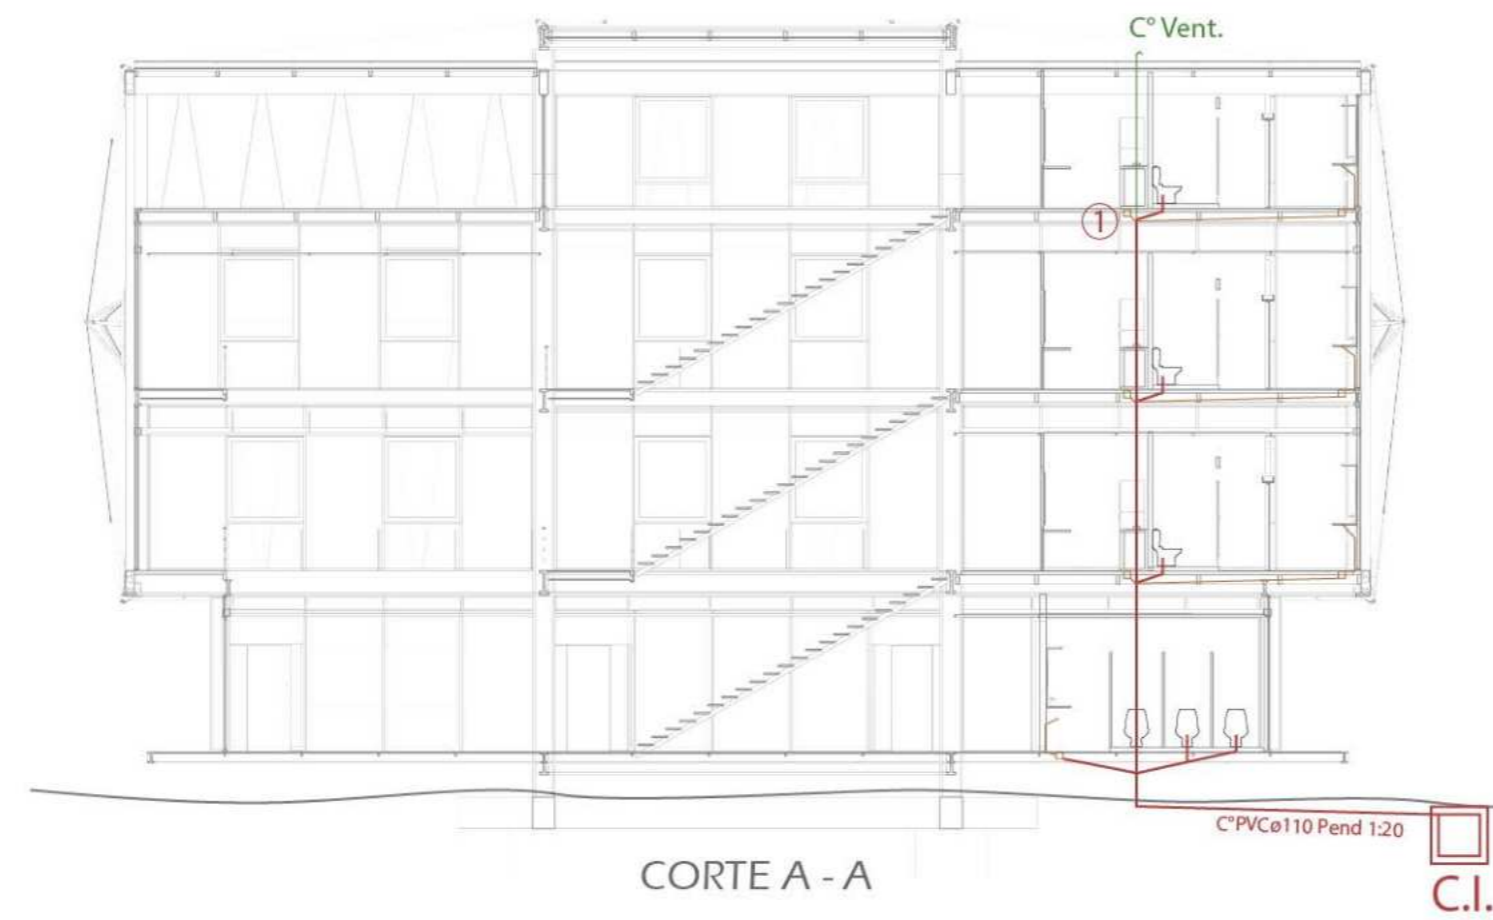 C° Vent.
1
C°PVCø110 Pend 1:20
C.I.
CORTE A - A